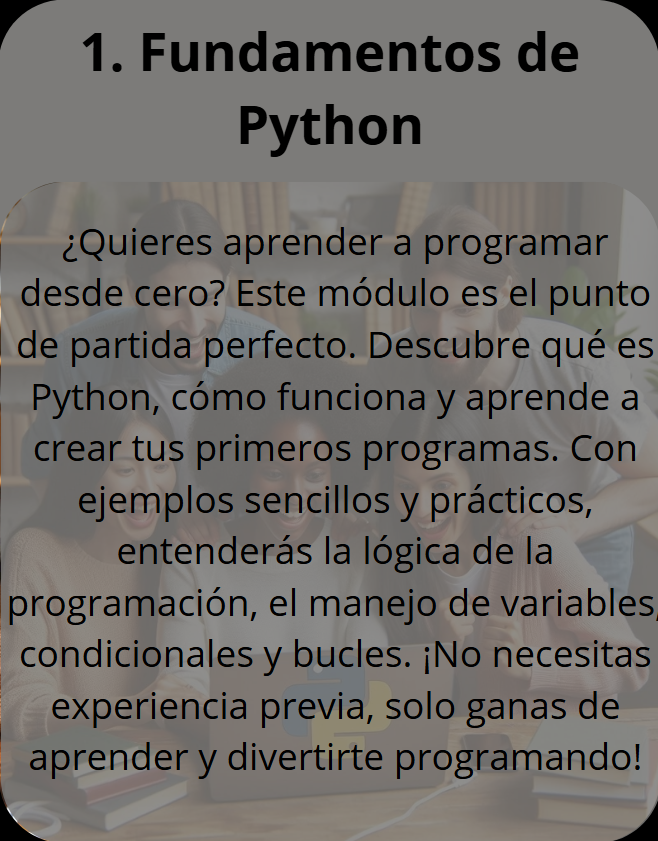 1. Fundamentos de
Python
¿Quieres aprender a programar
desde cero? Este módulo es el punto
de partida perfecto. Descubre qué es
Python, cómo funciona y aprende a
crear tus primeros programas. Con
ejemplos sencillos y prácticos,
entenderás la lógica de la
programación, el manejo de variables,
condicionales y bucles. ¡No necesitas
experiencia previa, solo ganas de
aprender y divertirte programando!